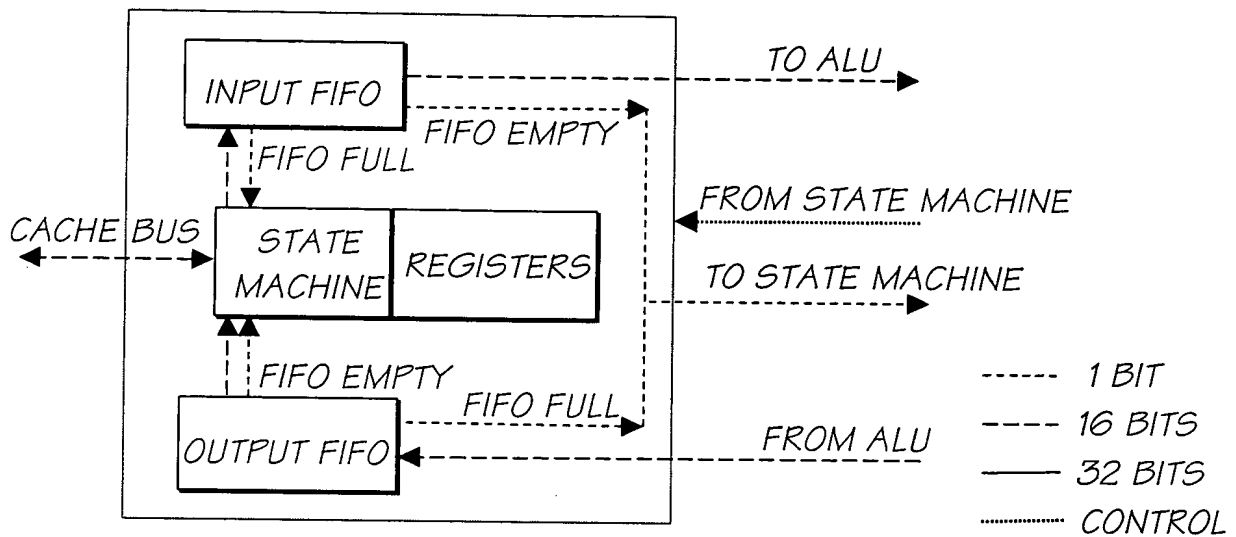 TO ALU
INPUT FIFO
FIFO EMPTY
FIFO FULL
FROM STATE MACHINE
CACHE BUS
STATE
MACHINE
REGISTERS
TO STATE MACHINE
FIFO EMPTY
1 BIT
FIFO FULL
16 BITS
OUTPUT FIFO
FROM ALU
32 BITS
CONTROL